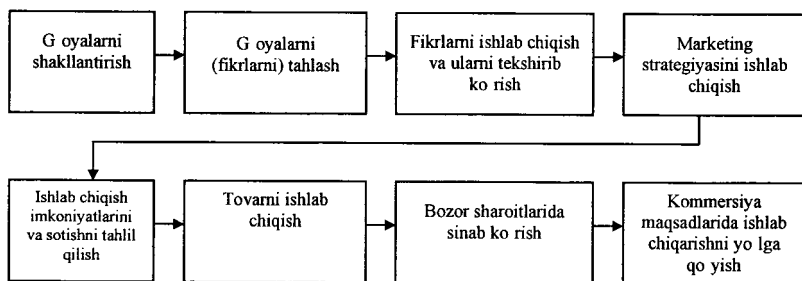 G oyalarni
shakllantirish
G oyalarni
(fikrlarni) tahlash
Fikrlarni ishlab chiqish
va ularni tekshirib
ko rish
Marketing
strategiyasini ishlab
chiqish
Ishlab chiqish
imkoniyatlarini
va sotishni tahlil
qilish
Tovarni ishlab
chiqish
Bozor sharoitlarida
sinab ko rish
Kommersiya
maqsadlarida ishlab
chiqarishni yo lga
qo yish